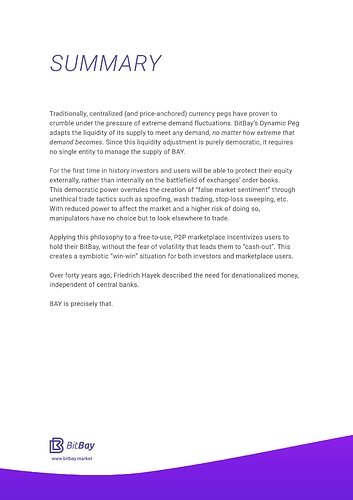 SUMMARY
Traditionally, centralized (and price-anchored) currency pegs have proven to
crumble under the pressure of extreme demand fluctuations. BitBay's Dynamic Peg
adapts the liquidity of its supply to meet any demand, no matter how extreme that
demand becomes. Since this liquidity adjustment is purely democratic, it requires
no single entity to manage the supply of BAY.
For the first time in history investors and users will be able to protect their equity
externally, rather than internally on the battlefield of exchanges' order books.
This democratic power overrules the creation of "false market sentiment" through
unethical trade tactics such as spoofing, wash trading, stop-loss sweeping, etc.
With reduced power to affect the market and a higher risk of doing so,
manipulators have no choice but to look elsewhere to trade.
Applying this philosophy to a free-to-use, P2P marketplace incentivizes users to
hold their BitBay, without the fear of volatility that leads them to "cash-out". This
creates a symbiotic "win-win" situation for both investors and marketplace users.
Over forty years ago, Friedrich Hayek described the need for denationalized money,
independent of central banks.
BAY is precisely that.
BitBay
www.bitbay.market